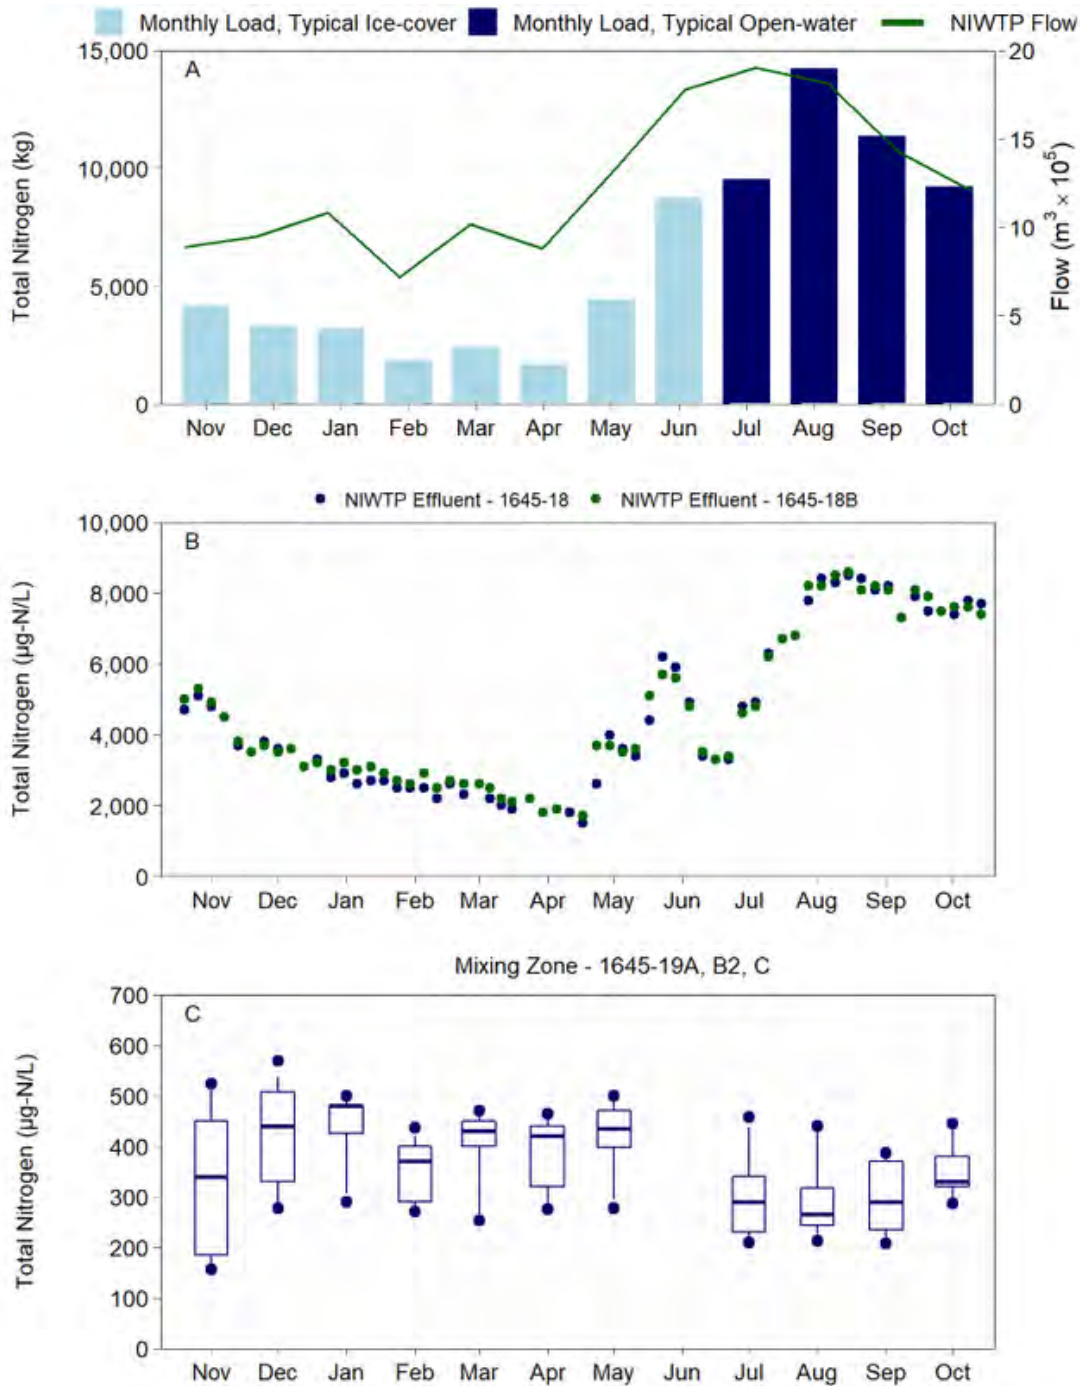 Monthly Load, Typical Ice-cover Monthly Load, Typical Open-water NIWTP Flow
A
Total Nitrogen (kg)
15,000
10,000
5,000
0
20
15
10
5
0
Flow (m³ × 10⁵)
Nov Dec Jan Feb Mar Apr May Jun Jul Aug Sep Oct
NIWTP Effluent - 1645-18 NIWTP Effluent - 1645-18B
B
Total Nitrogen (µg-N/L)
10,000
8,000
6,000
4,000
2,000
0
Nov Dec Jan Feb Mar Apr May Jun Jul Aug Sep Oct
Mixing Zone - 1645-19A, B2, C
C
Total Nitrogen (µg-N/L)
700
600
500
400
300
200
100
0
Nov Dec Jan Feb Mar Apr May Jun Jul Aug Sep Oct